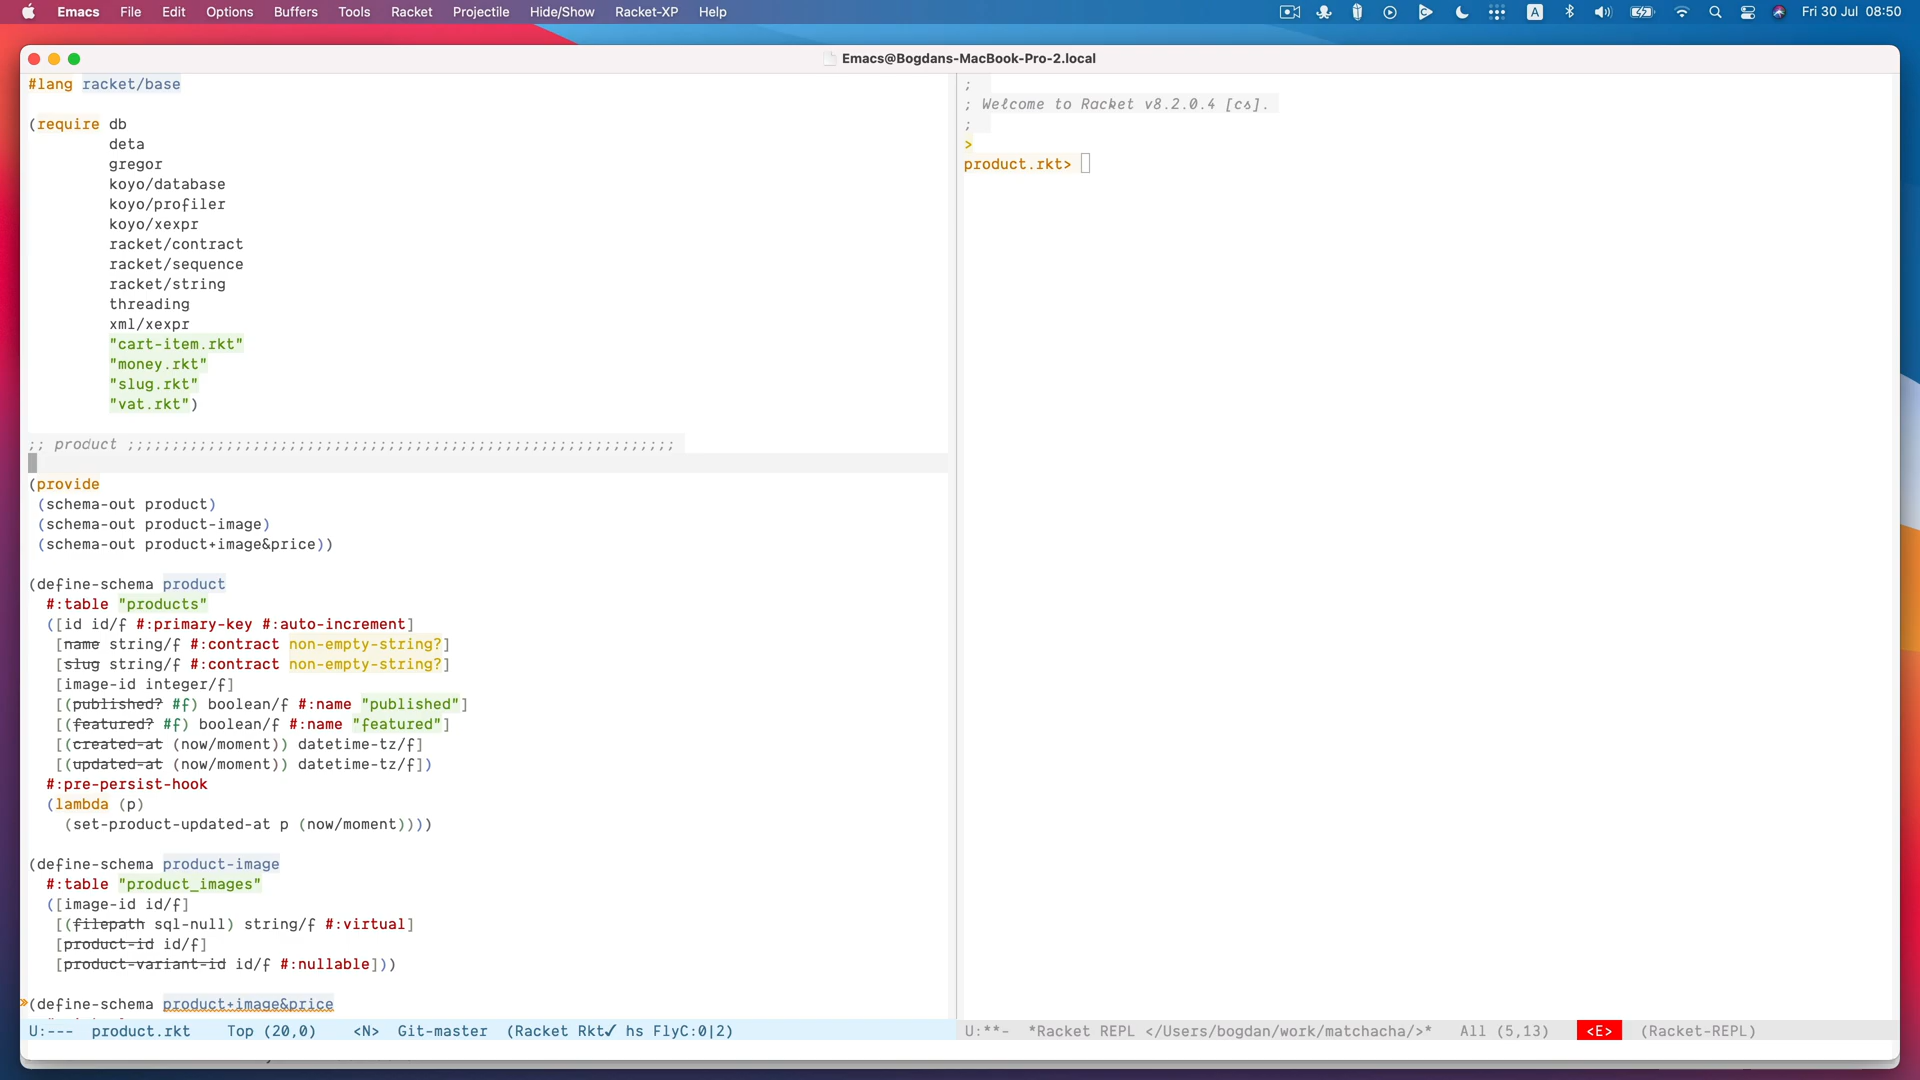 Emacs File Edit Options Buffers Tools Racket Projectile Hide/Show Racket-XP Help A Fri 30 Jul 08:50
Emacs@Bogdans-MacBook-Pro-2.local
#lang racket/base
(require db
deta
gregor
koyo/database
koyo/profiler
koyo/xexpr
racket/contract
racket/sequence
racket/string
threading
xml/xexpr
"cart-item.rkt"
"money.rkt"
"slug.rkt"
"vat.rkt")
;; product ;;;;;;;;;;;;;;;;;;;;;;;;;;;;;;;;;;;;;;;;;;;;;;;;;;;;;;;;;;;;;
(provide
(schema-out product)
(schema-out product-image)
(schema-out product+image&price))
(define-schema product
#:table "products"
([id id/f #:primary-key #:auto-increment]
[name string/f #:contract non-empty-string?]
[slug string/f #:contract non-empty-string?]
[image-id integer/f]
[(published? #f) boolean/f #:name "published"]
[(featured? #f) boolean/f #:name "featured"]
[(created-at (now/moment)) datetime-tz/f]
[(updated-at (now/moment)) datetime-tz/f])
#:pre-persist-hook
(lambda (p)
(set-product-updated-at p (now/moment))))
(define-schema product-image
#:table "product_images"
([image-id id/f]
[(filepath sql-null) string/f #:virtual]
[product-id id/f]
[product-variant-id id/f #:nullable]))
»(define-schema product+image&price
U:--- product.rkt Top (20,0) <N> Git-master (Racket Rkt✓ hs FlyC:0|2)
;
; Welcome to Racket v8.2.0.4 [cs].
;
>
product.rkt>
U:**- *Racket REPL </Users/bogdan/work/matchacha/>* All (5,13) <E> (Racket-REPL)